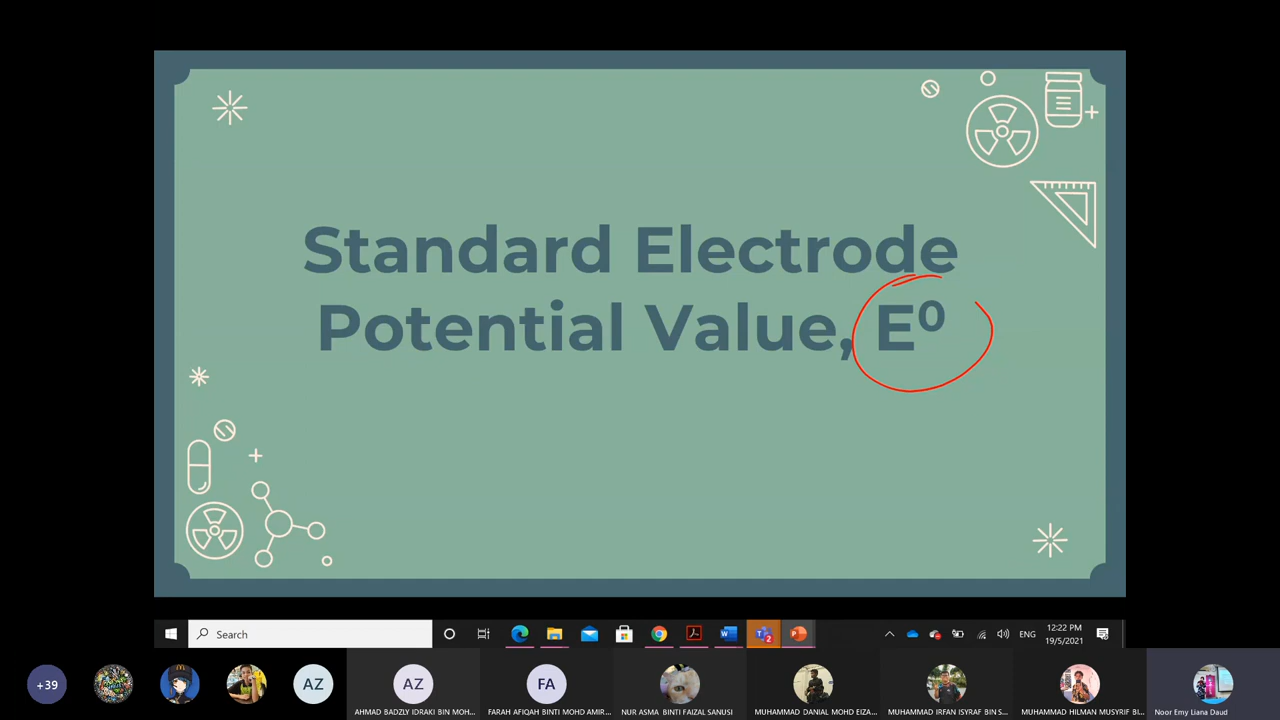 Standard Electrode
Potential Value, E⁰
Search
ENG
12:22 PM
19/5/2021
2
+39
AZ
AZ
FA
AHMAD BADZLY IDRAKI BIN MOH...
FARAH AFIQAH BINTI MOHD AMIR...
NUR ASMA BINTI FAIZAL SANUSI
MUHAMMAD DANIAL MOHD EIZA...
MUHAMMAD IRFAN ISYRAF BIN S...
MUHAMMAD HILMAN MUSYRIF BI...
Noor Emy Liana Daud